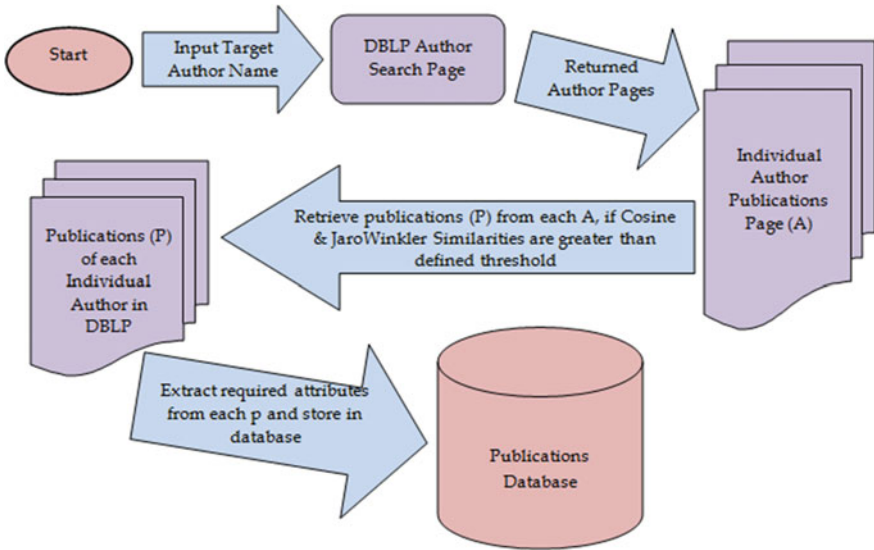 Start
Input Target
Author Name
DBLP Author
Search Page
Returned
Author Pages
Individual
Author
Publications
Page (A)
Retrieve publications (P) from each A, if Cosine
& JaroWinkler Similarities are greater than
defined threshold
Publications (P)
of each
Individual
Author in
DBLP
Extract required attributes
from each p and store in
database
Publications
Database